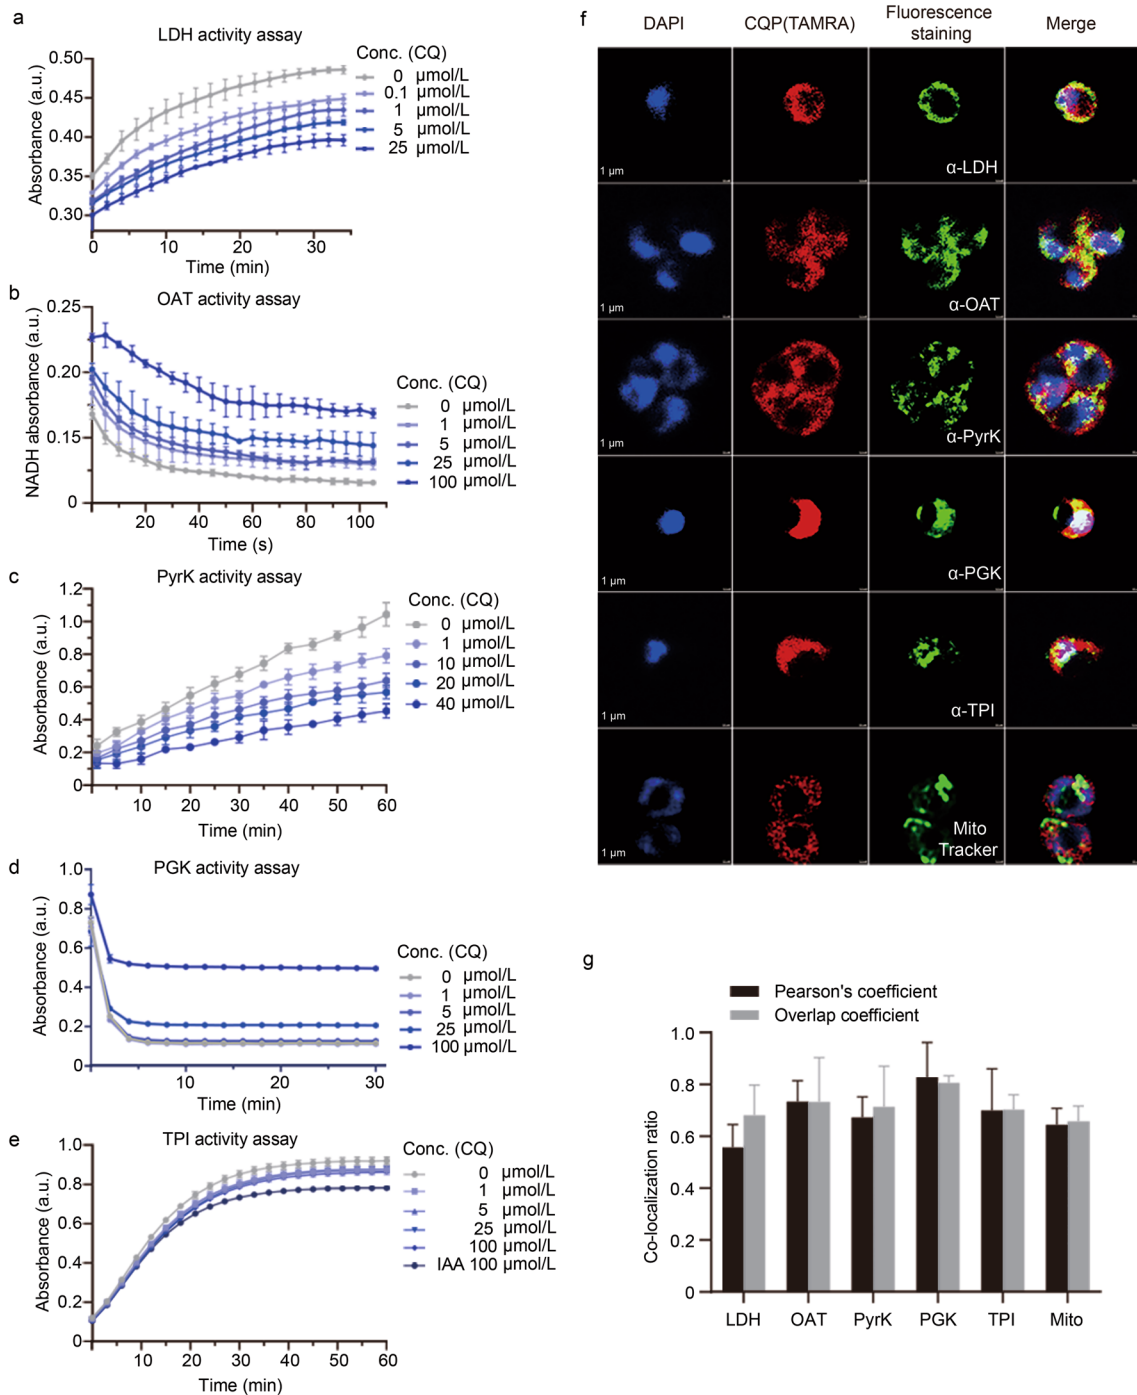 a
LDH activity assay
Absorbance (a.u.)
0.50
0.45
0.40
0.35
0.30
0
10
20
30
Time (min)
Conc. (CQ)
0 μmol/L
0.1 μmol/L
1 μmol/L
5 μmol/L
25 μmol/L
b
OAT activity assay
NADH absorbance (a.u.)
0.25
0.20
0.15
0
20
40
60
80
100
Time (s)
Conc. (CQ)
0 μmol/L
1 μmol/L
5 μmol/L
25 μmol/L
100 μmol/L
c
PyrK activity assay
Absorbance (a.u.)
1.2
1.0
0.8
0.6
0.4
0.2
0
10
20
30
40
50
60
Time (min)
Conc. (CQ)
0 μmol/L
1 μmol/L
10 μmol/L
20 μmol/L
40 μmol/L
d
PGK activity assay
Absorbance (a.u.)
1.0
0.8
0.6
0.4
0.2
0
10
20
30
Time (min)
Conc. (CQ)
0 μmol/L
1 μmol/L
5 μmol/L
25 μmol/L
100 μmol/L
e
TPI activity assay
Absorbance (a.u.)
1.0
0.8
0.6
0.4
0.2
0
10
20
30
40
50
60
Time (min)
Conc. (CQ)
0 μmol/L
1 μmol/L
5 μmol/L
25 μmol/L
100 μmol/L
IAA 100 μmol/L
f
DAPI
CQP(TAMRA)
Fluorescence
staining
Merge
1 μm
α-LDH
1 μm
α-OAT
1 μm
α-PyrK
1 μm
α-PGK
1 μm
α-TPI
1 μm
Mito
Tracker
g
Pearson's coefficient
Overlap coefficient
Co-localization ratio
1.0
0.8
0.6
0.4
0.2
0
LDH
OAT
PyrK
PGK
TPI
Mito